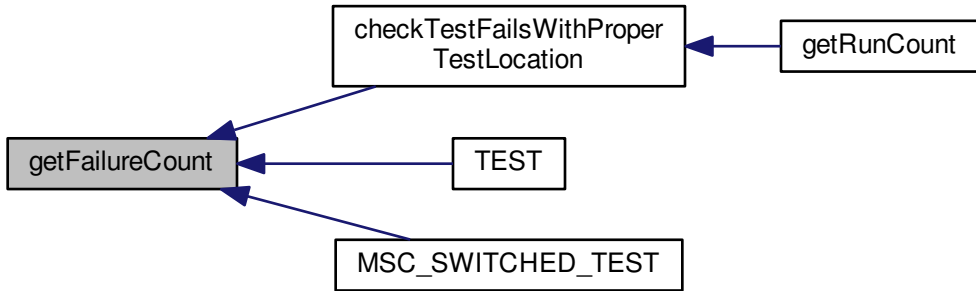 checkTestFailsWithProper
TestLocation
getRunCount
getFailureCount
TEST
MSC_SWITCHED_TEST